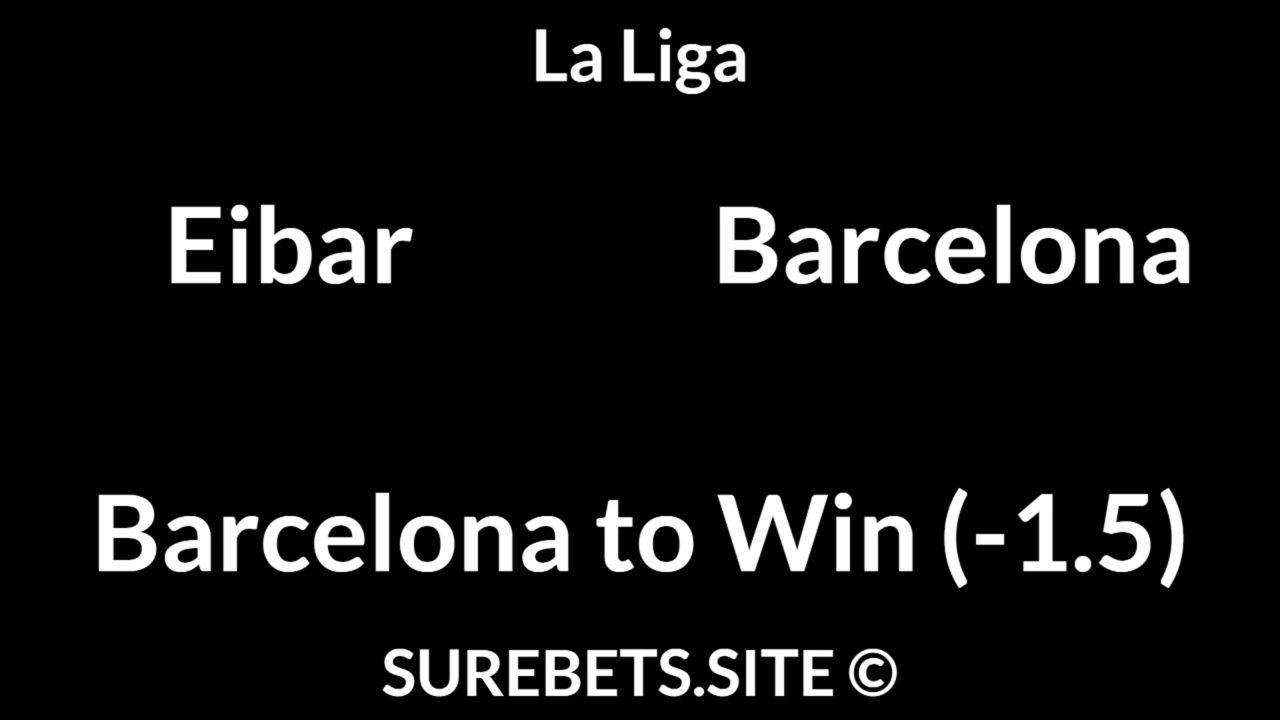 La Liga
Eibar Barcelona
Barcelona to Win (-1.5)
SUREBETS.SITE ©